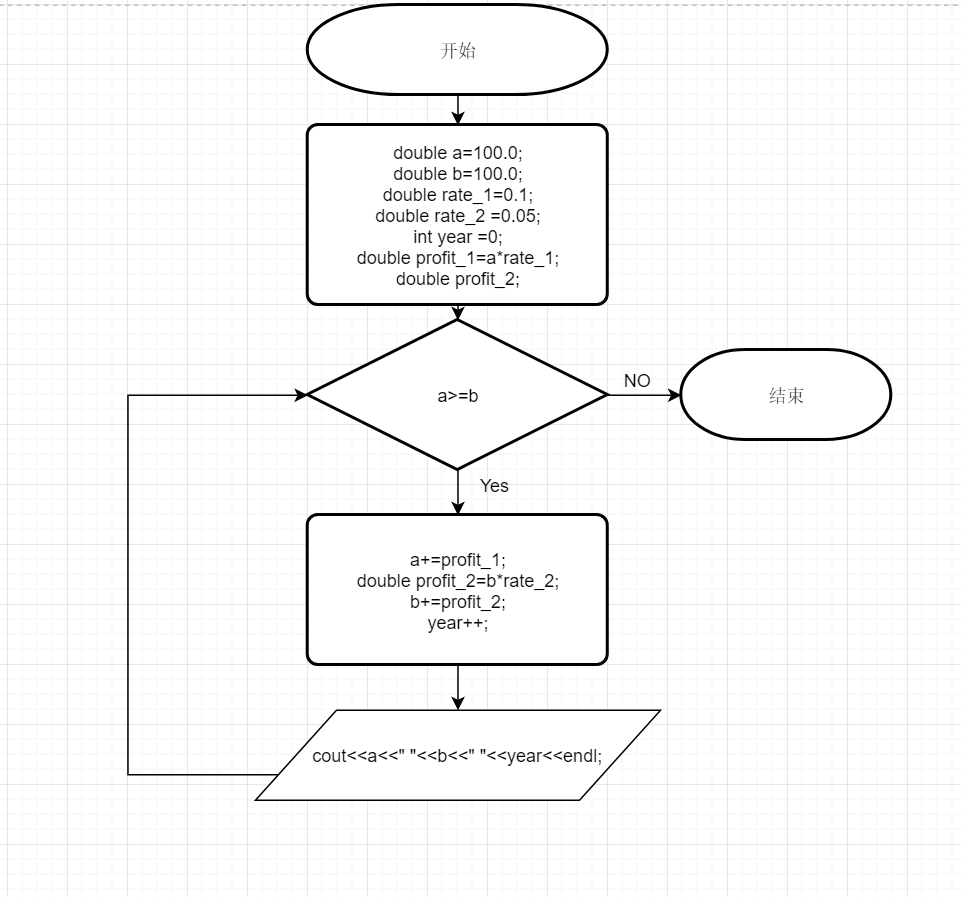 开始
double a=100.0;
double b=100.0;
double rate_1=0.1;
double rate_2 =0.05;
int year =0;
double profit_1=a*rate_1;
double profit_2;
a>=b
NO
结束
Yes
a+=profit_1;
double profit_2=b*rate_2;
b+=profit_2;
year++;
cout<<a<<" "<<b<<" "<<year<<endl;